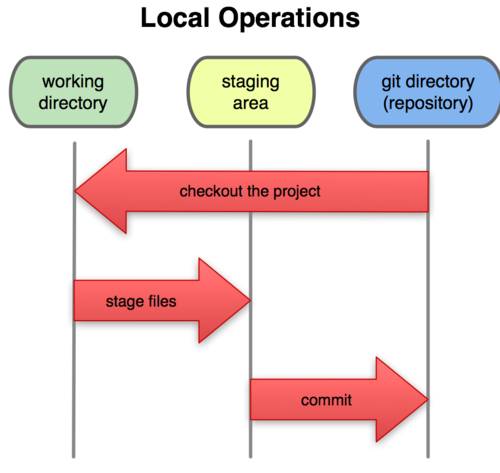 Local Operations
working
directory
staging
area
git directory
(repository)
checkout the project
stage files
commit